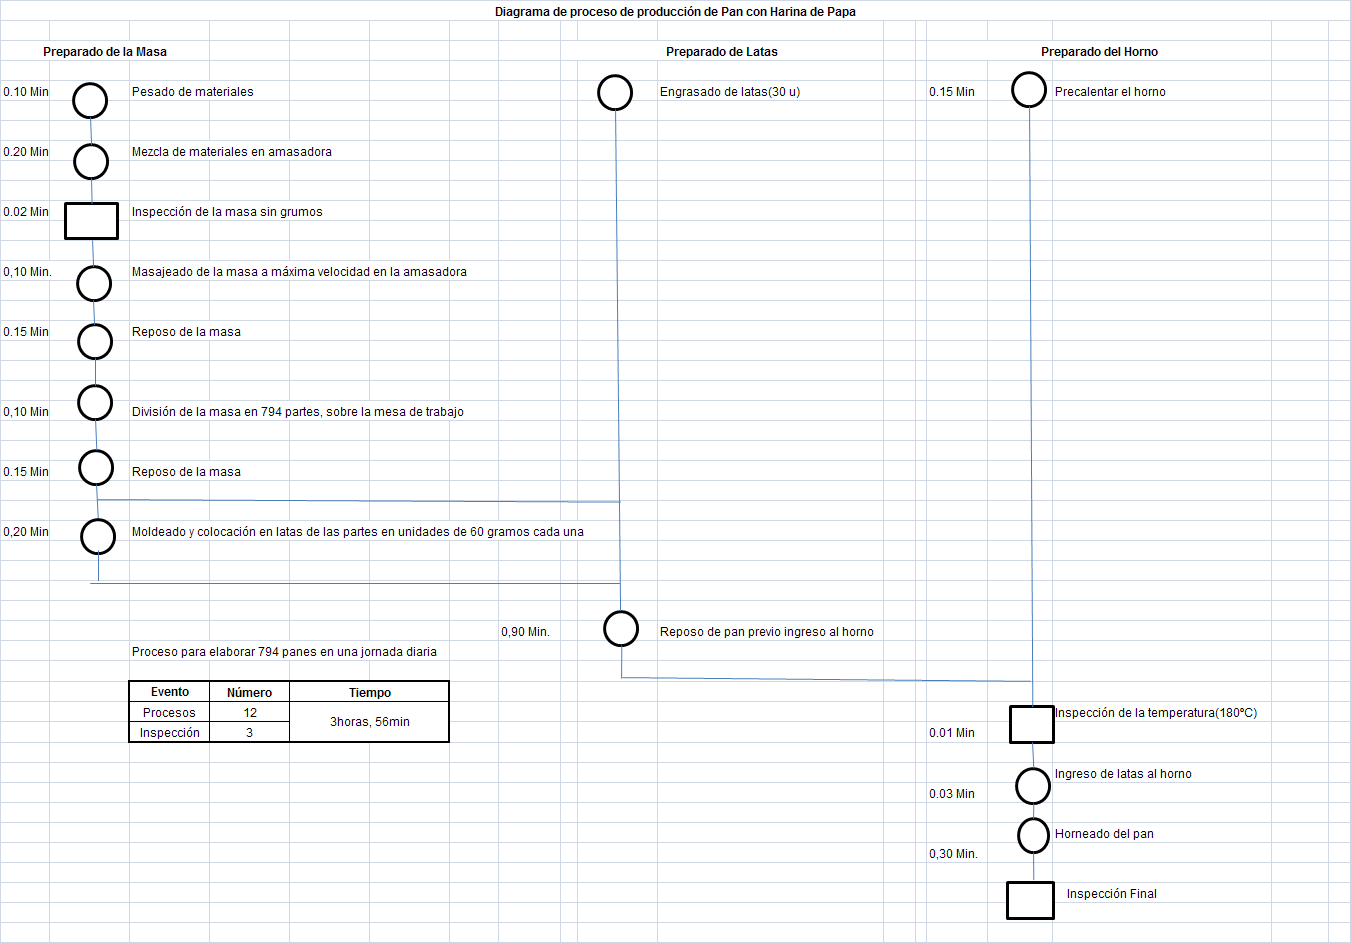 Diagrama de proceso de producción de Pan con Harina de Papa
Preparado de la Masa
0.10 Min Pesado de materiales
0.20 Min Mezcla de materiales en amasadora
0.02 Min Inspección de la masa sin grumos
0,10 Min. Masajeado de la masa a máxima velocidad en la amasadora
0.15 Min Reposo de la masa
0,10 Min División de la masa en 794 partes, sobre la mesa de trabajo
0.15 Min Reposo de la masa
0,20 Min Moldeado y colocación en latas de las partes en unidades de 60 gramos cada una
Preparado de Latas
Engrasado de latas(30 u)
0,90 Min. Reposo de pan previo ingreso al horno
Preparado del Horno
0.15 Min Precalentar el horno
Inspección de la temperatura(180ºC)
0.01 Min
Ingreso de latas al horno
0.03 Min
Horneado del pan
0,30 Min.
Inspección Final
Proceso para elaborar 794 panes en una jornada diaria
Evento Número Tiempo
Procesos 12 3horas, 56min
Inspección 3